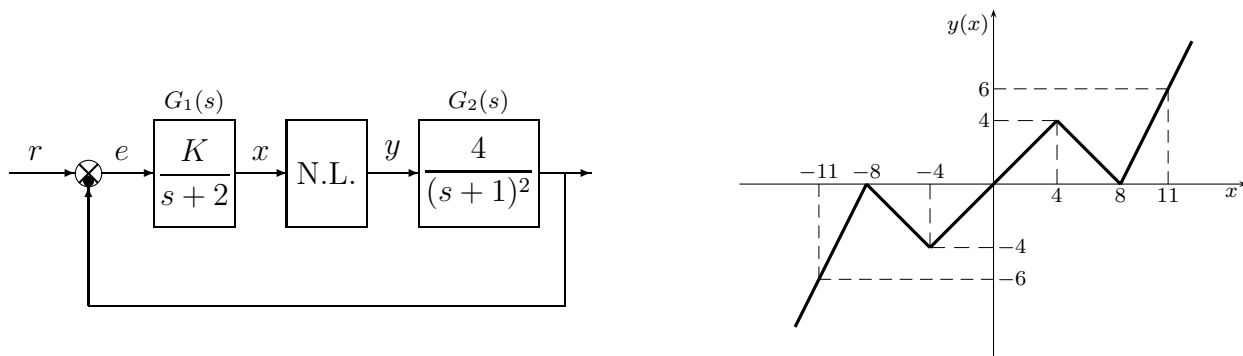 G₁(s)
G₂(s)
r
e
K
s + 2
x
N.L.
y
4
(s + 1)²
y(x)
6
4
−11 −8 −4
4 8 11 x
−4
−6